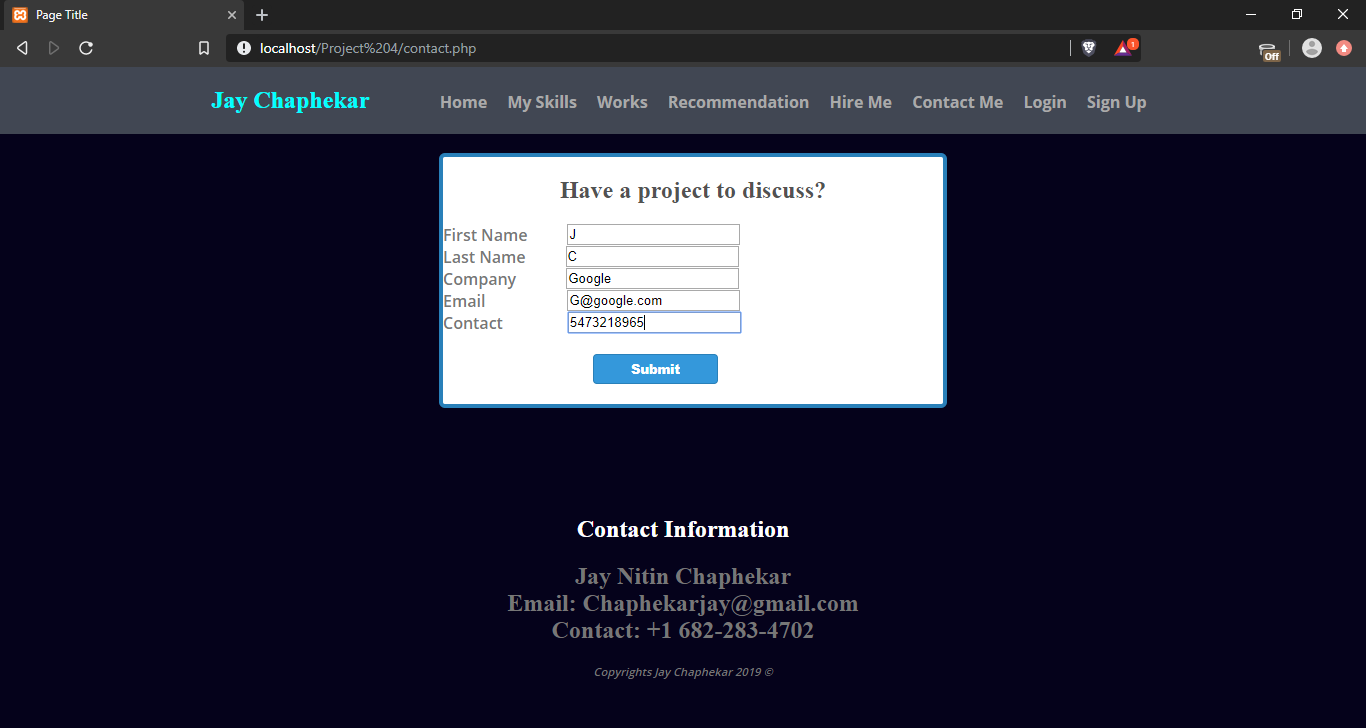 Page Title
localhost/Project%204/contact.php
1
Off
Jay Chaphekar Home My Skills Works Recommendation Hire Me Contact Me Login Sign Up
Have a project to discuss?
First Name J
Last Name C
Company Google
Email G@google.com
Contact 5473218965
Submit
Contact Information
Jay Nitin Chaphekar
Email: Chaphekarjay@gmail.com
Contact: +1 682-283-4702
Copyrights Jay Chaphekar 2019 ©